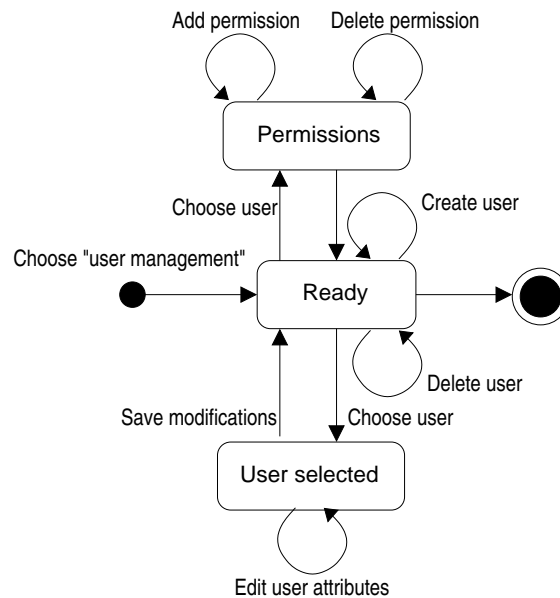 Add permission
Delete permission
Permissions
Choose user
Create user
Choose "user management"
Ready
Delete user
Save modifications
Choose user
User selected
Edit user attributes